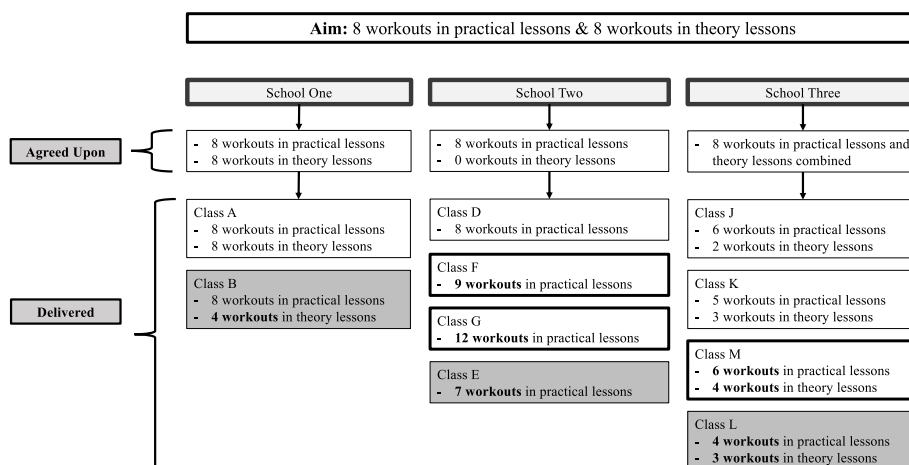 Aim: 8 workouts in practical lessons & 8 workouts in theory lessons
School One
School Two
School Three
Agreed Upon
- 8 workouts in practical lessons
- 8 workouts in theory lessons
- 8 workouts in practical lessons
- 0 workouts in theory lessons
- 8 workouts in practical lessons and
theory lessons combined
Delivered
Class A
- 8 workouts in practical lessons
- 8 workouts in theory lessons
Class B
- 8 workouts in practical lessons
- 4 workouts in theory lessons
Class D
- 8 workouts in practical lessons
Class F
- 9 workouts in practical lessons
Class G
- 12 workouts in practical lessons
Class E
- 7 workouts in practical lessons
Class J
- 6 workouts in practical lessons
- 2 workouts in theory lessons
Class K
- 5 workouts in practical lessons
- 3 workouts in theory lessons
Class M
- 6 workouts in practical lessons
- 4 workouts in theory lessons
Class L
- 4 workouts in practical lessons
- 3 workouts in theory lessons